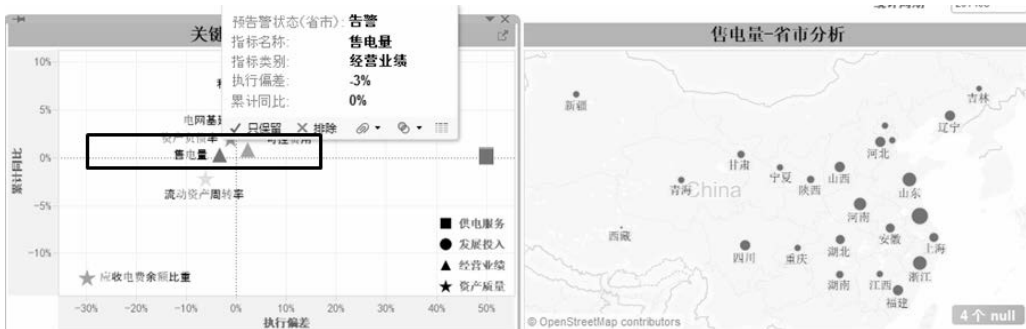 关键
预告警状态(省市): 告警
指标名称: 售电量
指标类别: 经营业绩
执行偏差: -3%
累计同比: 0%
只保留 排除
10%
5%
0%
-5%
-10%
累计同比
电网基
资产负债率
售电量
流动资产周转率
应收电费余额比重
供电服务
发展投入
经营业绩
资产质量
-30% -20% -10% 0% 10% 20% 30% 40% 50%
执行偏差
售电量-省市分析
新疆
吉林
辽宁
河北
甘肃
宁夏
山西
陕西
青海
China
山东
河南
西藏
四川
重庆
湖北
安徽
上海
浙江
湖南
江西
福建
© OpenStreetMap contributors
4 个 null